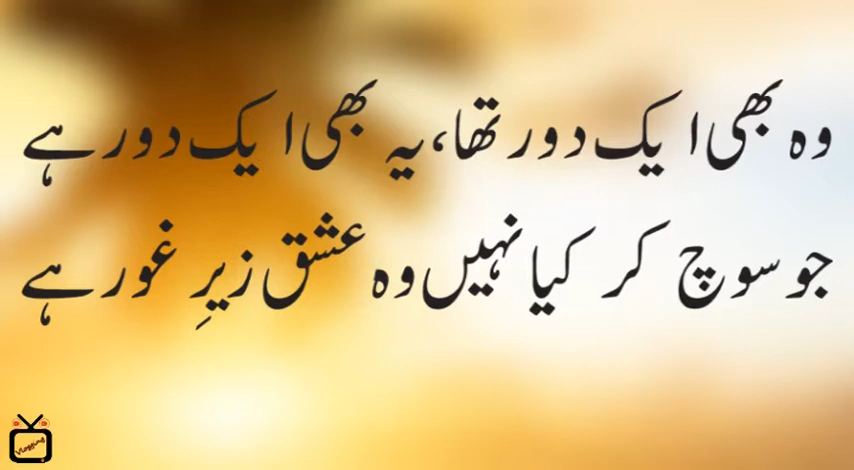 وہ بھی ایک دور تھا، یہ بھی ایک دور ہے
جو سوچ کر کیا نہیں وہ عشق زیرِ غور ہے
Vlogging